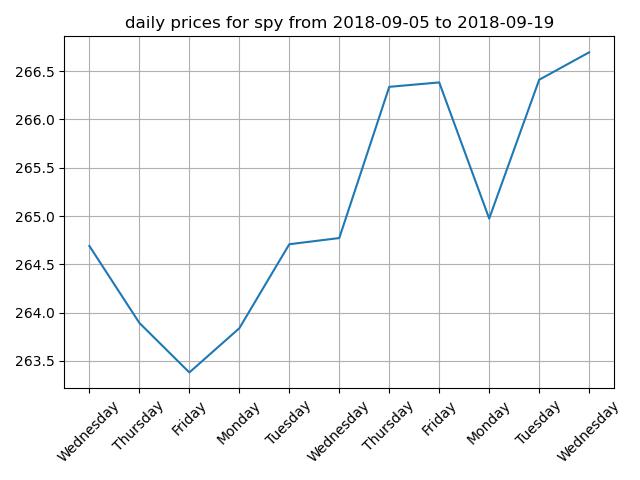 daily prices for spy from 2018-09-05 to 2018-09-19
266.5
266.0
265.5
265.0
264.5
264.0
263.5
Wednesday
Thursday
Friday
Monday
Tuesday
Wednesday
Thursday
Friday
Monday
Tuesday
Wednesday